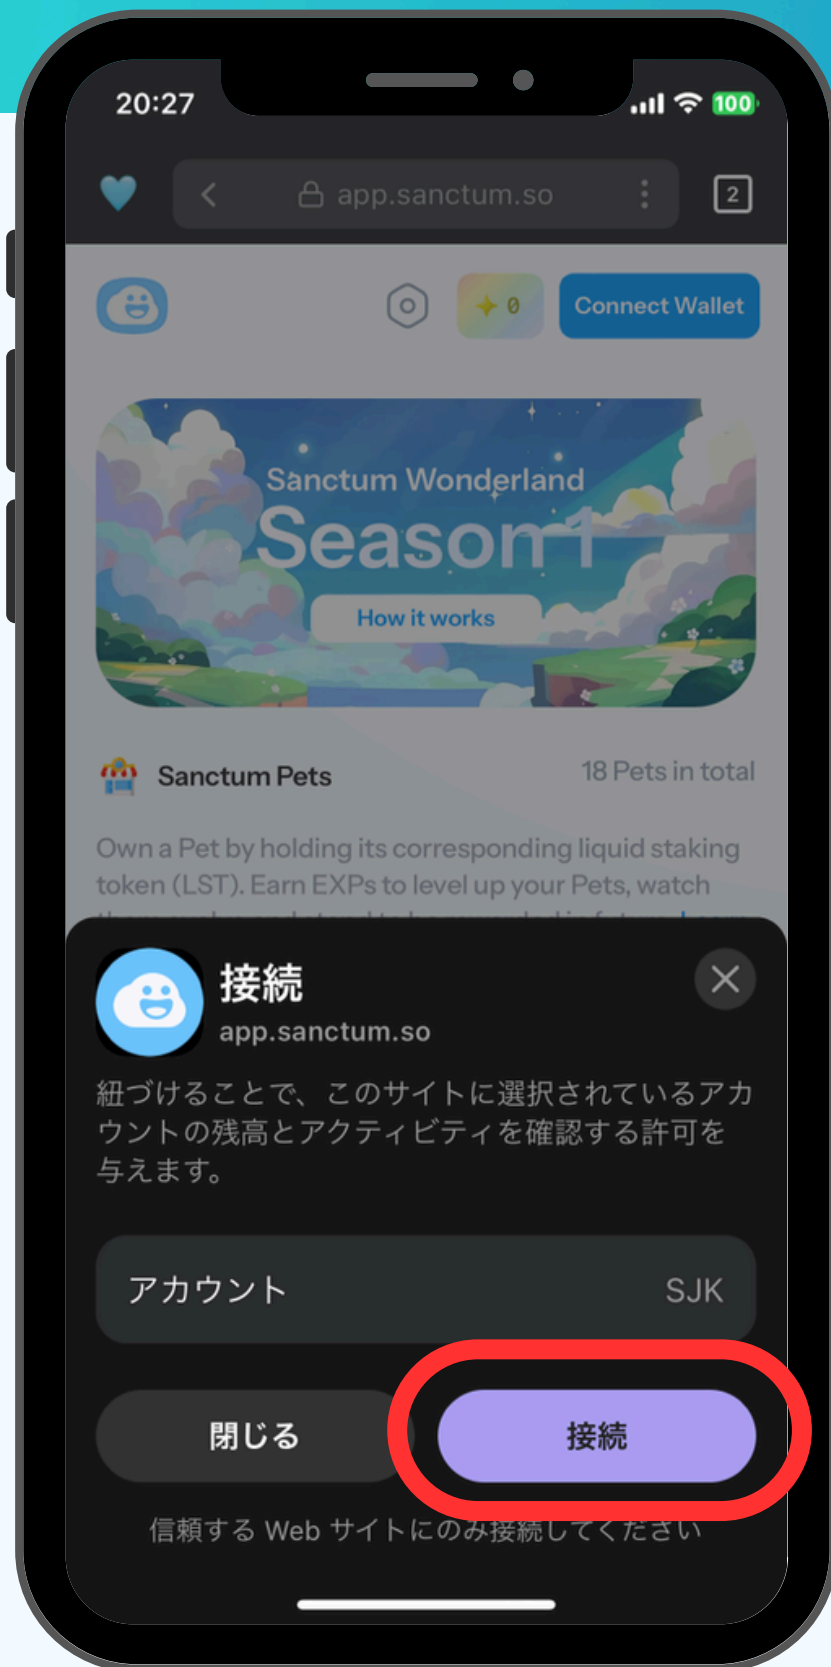 20:27
100
app.sanctum.so
2
0
Connect Wallet
Sanctum Wonderland
Season 1
How it works
Sanctum Pets
18 Pets in total
Own a Pet by holding its corresponding liquid staking
token (LST). Earn EXPs to level up your Pets, watch
接続
app.sanctum.so
紐づけることで、このサイトに選択されているアカ
ウントの残高とアクティビティを確認する許可を
与えます。
アカウント
SJK
閉じる
接続
信頼する Web サイトにのみ接続してください